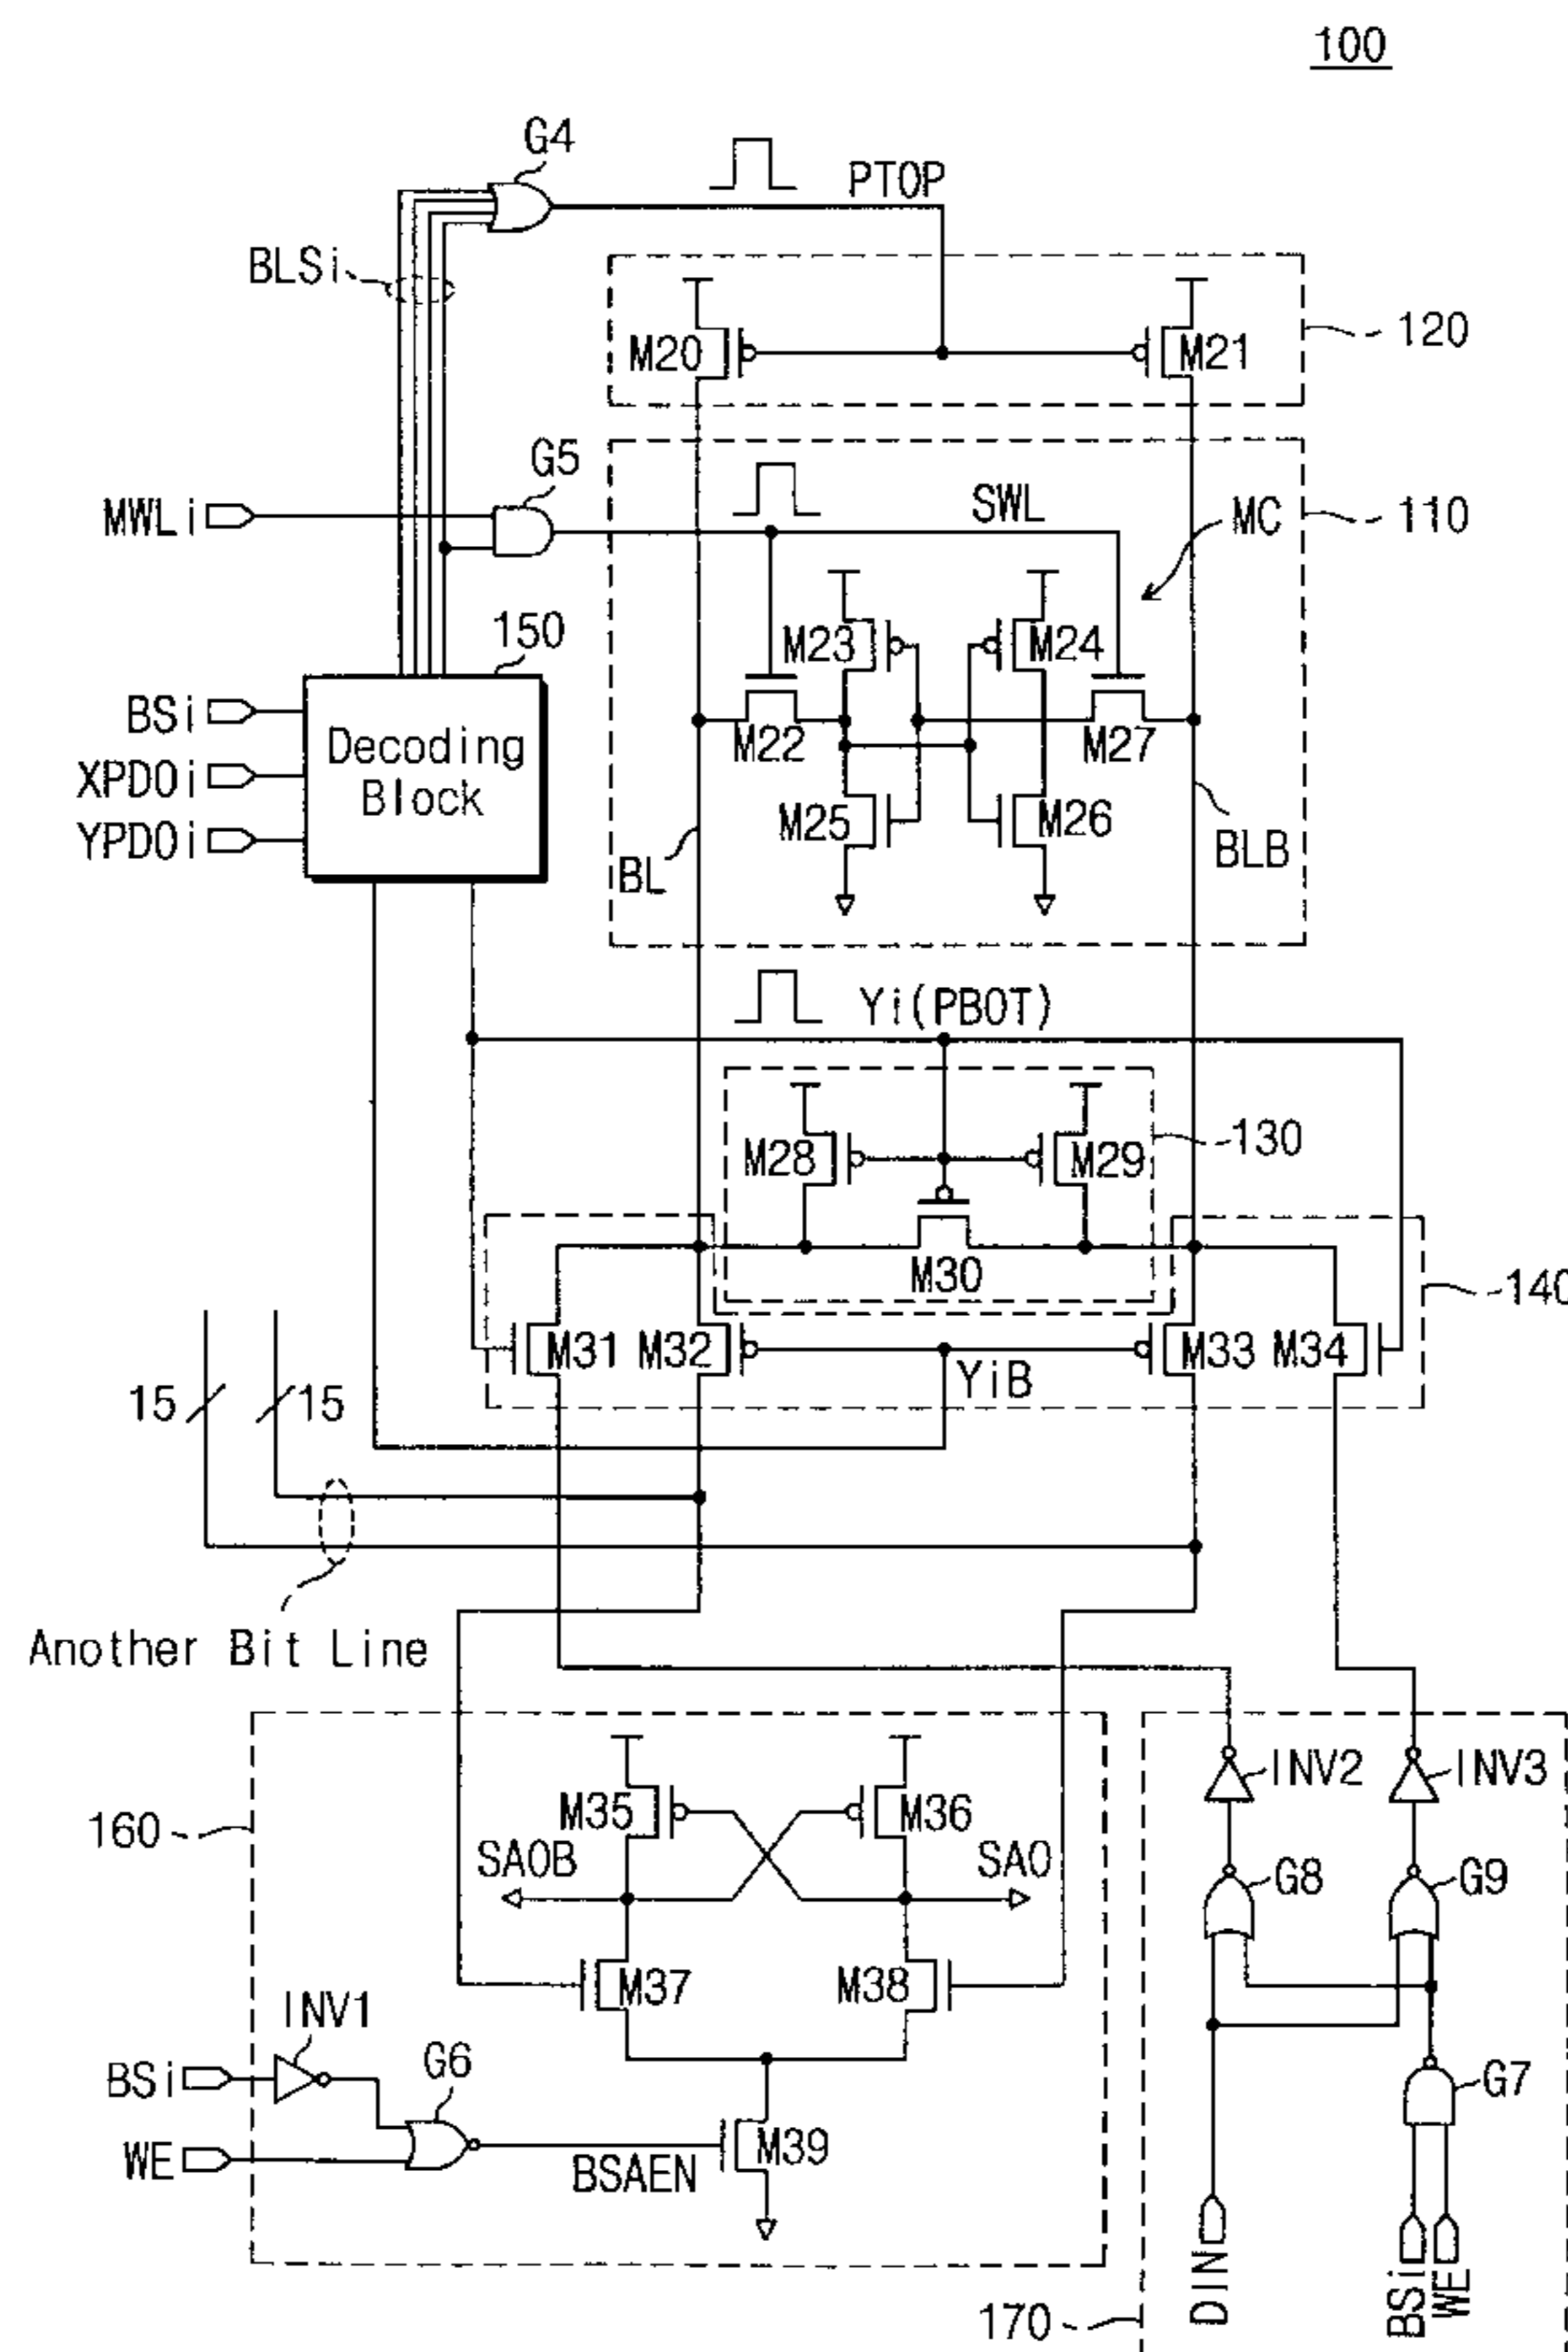 100
G4
PTOP
BLSi
M20
M21
120
G5
MWLi
SWL
MC
110
150
M23
M24
BSi
Decoding
Block
M22
M27
XPD0i
YPD0i
M25
M26
BL
BLB
Yi(PBOT)
M28
M29
130
M30
140
M31
M32
M33
M34
YiB
15
15
Another Bit Line
INV2
INV3
M35
M36
160
SAOB
SAO
G8
G9
M37
M38
INV1
BSi
G6
G7
WE
BSAEN
M39
DIN
BSi
WE
170